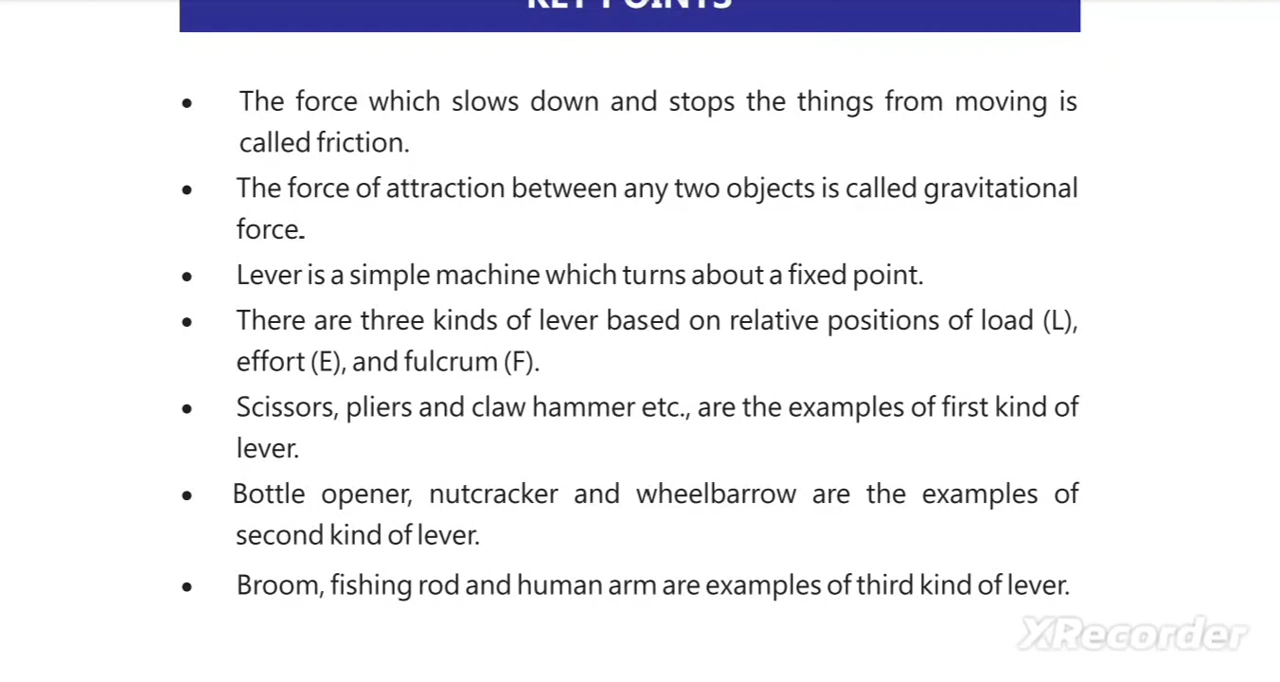 KEY POINTS
• The force which slows down and stops the things from moving is
called friction.
• The force of attraction between any two objects is called gravitational
force.
• Lever is a simple machine which turns about a fixed point.
• There are three kinds of lever based on relative positions of load (L),
effort (E), and fulcrum (F).
• Scissors, pliers and claw hammer etc., are the examples of first kind of
lever.
• Bottle opener, nutcracker and wheelbarrow are the examples of
second kind of lever.
• Broom, fishing rod and human arm are examples of third kind of lever.
XRecorder